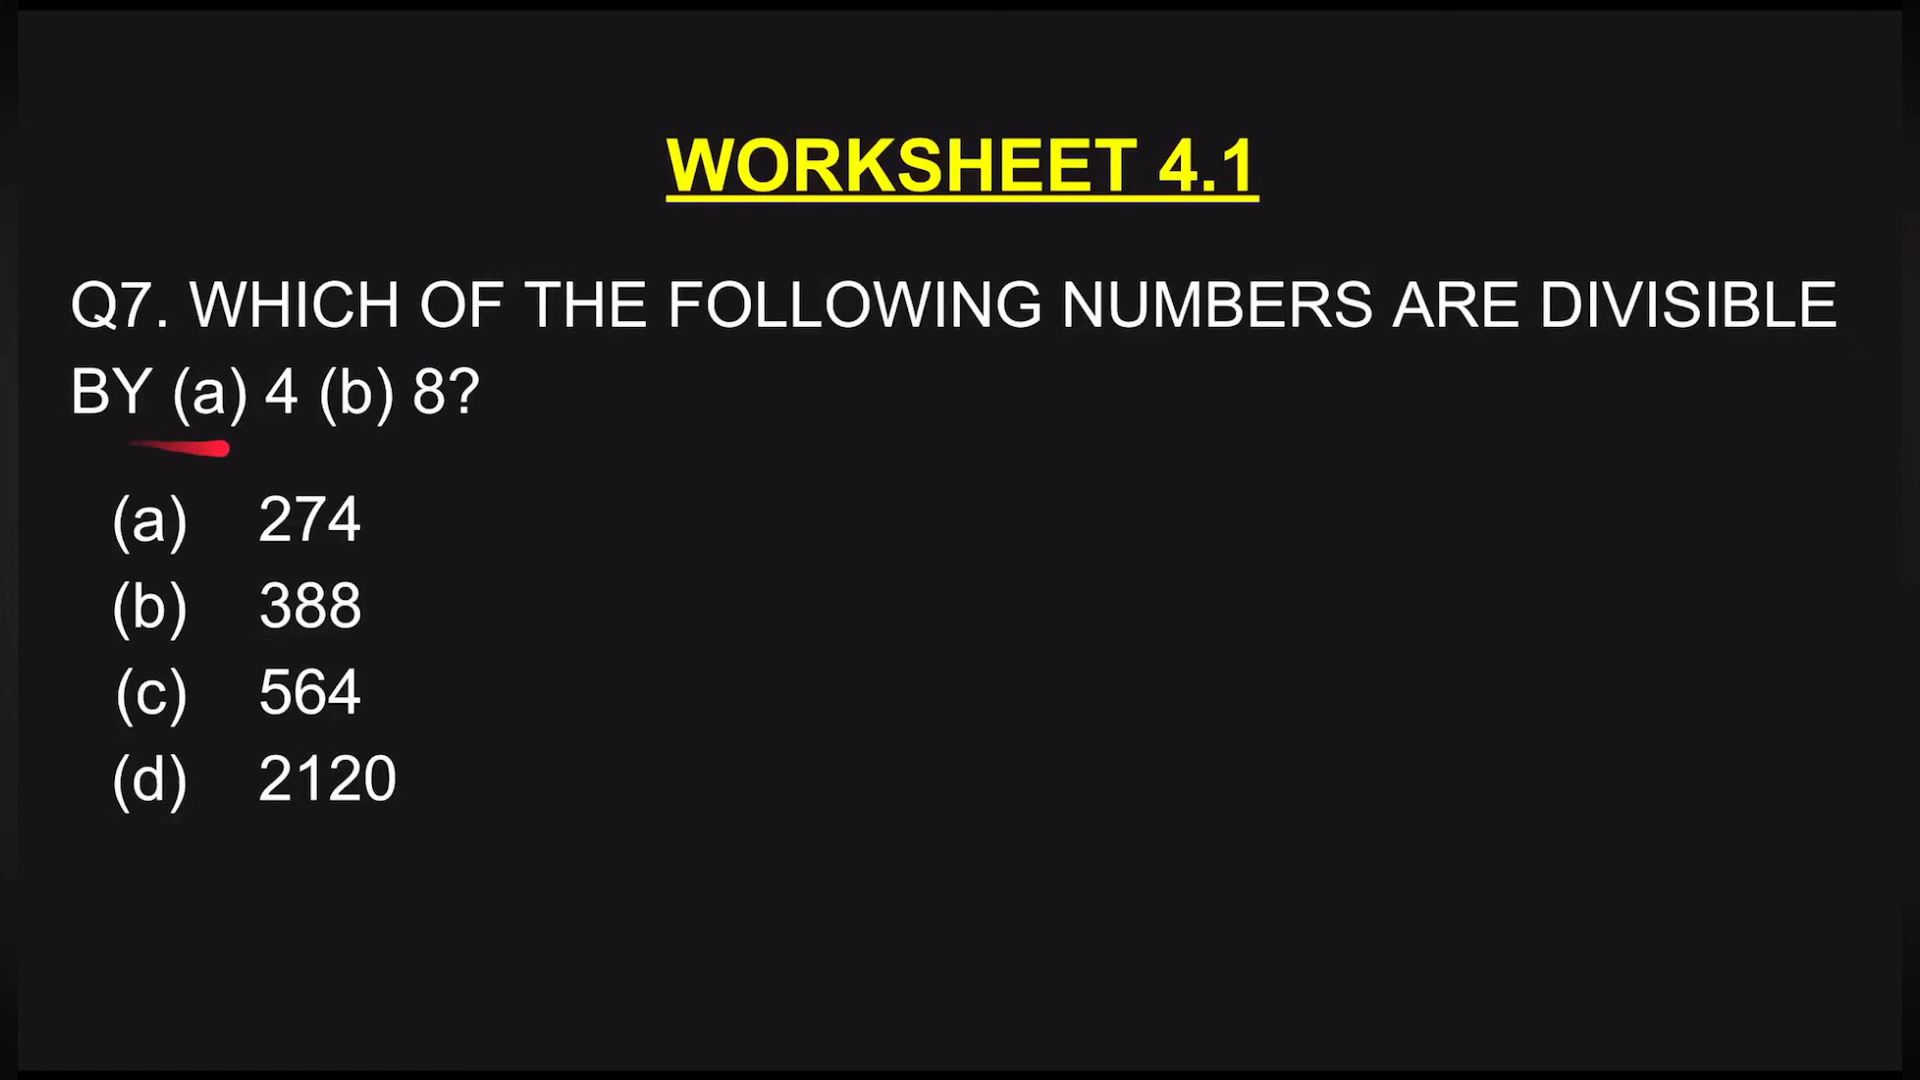 WORKSHEET 4.1
Q7. WHICH OF THE FOLLOWING NUMBERS ARE DIVISIBLE
BY (a) 4 (b) 8?
(a) 274
(b) 388
(c) 564
(d) 2120